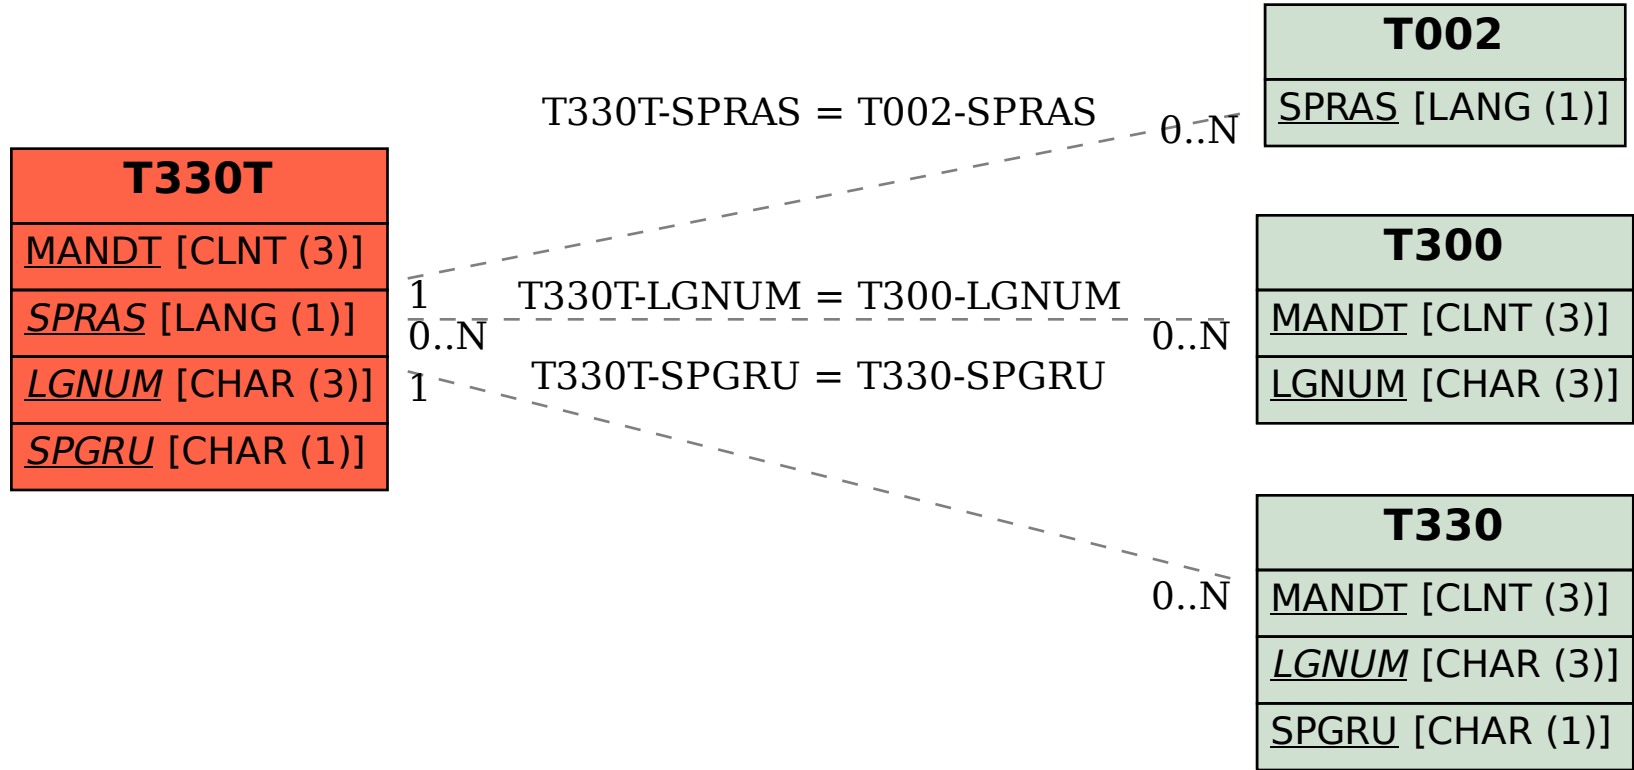 T002
SPRAS [LANG (1)]
T330T-SPRAS = T002-SPRAS
0..N
T330T
MANDT [CLNT (3)]
SPRAS [LANG (1)]
LGNUM [CHAR (3)]
SPGRU [CHAR (1)]
1
T330T-LGNUM = T300-LGNUM
0..N
0..N
T330T-SPGRU = T330-SPGRU
1
0..N
T300
MANDT [CLNT (3)]
LGNUM [CHAR (3)]
T330
MANDT [CLNT (3)]
LGNUM [CHAR (3)]
SPGRU [CHAR (1)]